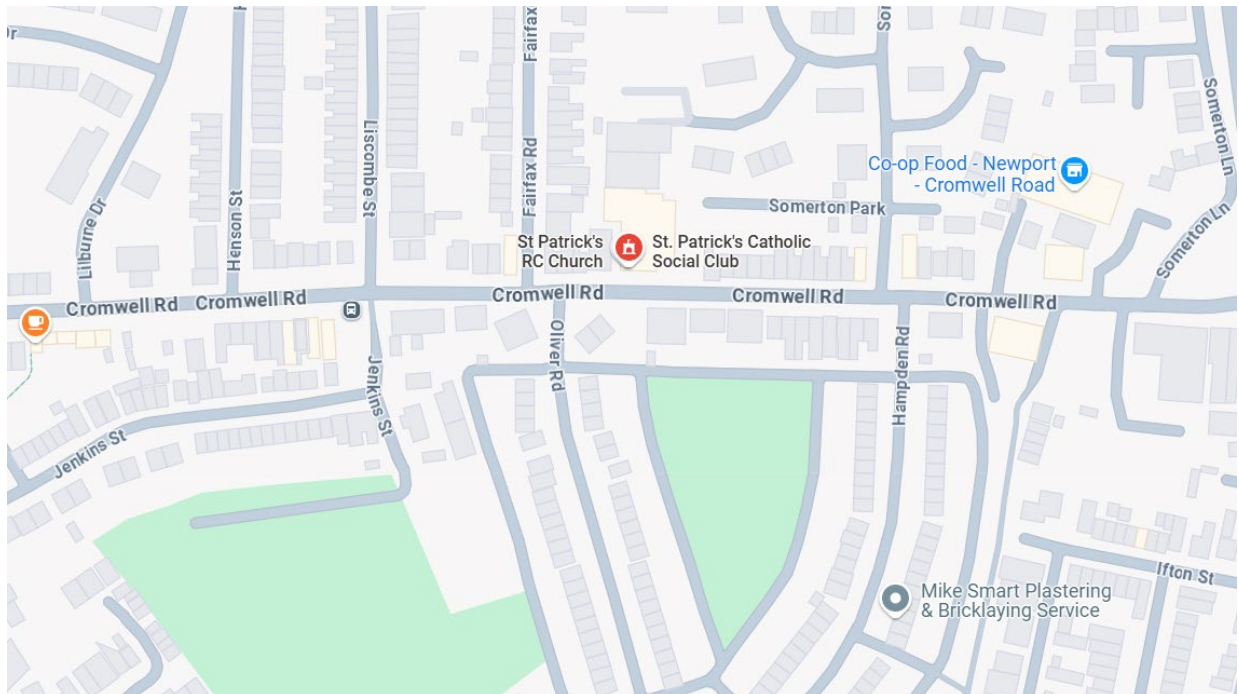 Fairfax
Somerton Ln
Liscombe St
Fairfax Rd
Co-op Food - Newport
- Cromwell Road
Henson St
Lilburne Dr
Somerton Park
Somerton Ln
St Patrick's
RC Church
St. Patrick's Catholic
Social Club
Cromwell Rd
Cromwell Rd
Cromwell Rd
Cromwell Rd
Cromwell Rd
Oliver Rd
Jenkins St
Hampden Rd
Jenkins St
Ifton St
Mike Smart Plastering
& Bricklaying Service